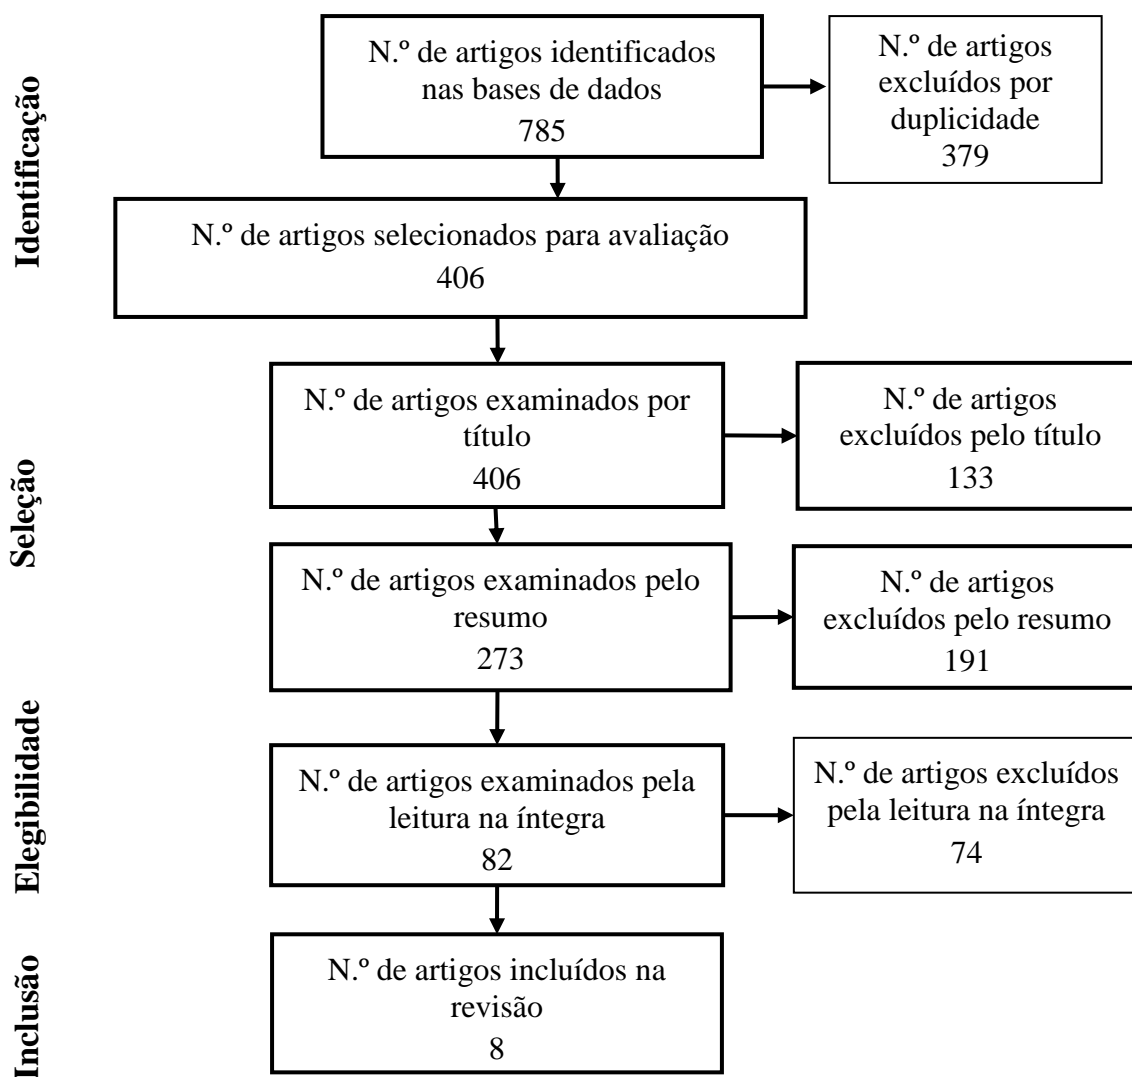 Identificação
N.º de artigos identificados
nas bases de dados
785
N.º de artigos
excluídos por
duplicidade
379
N.º de artigos selecionados para avaliação
406
Seleção
N.º de artigos examinados por
título
406
N.º de artigos
excluídos pelo título
133
N.º de artigos examinados pelo
resumo
273
N.º de artigos
excluídos pelo resumo
191
Elegibilidade
N.º de artigos examinados pela
leitura na íntegra
82
N.º de artigos excluídos
pela leitura na íntegra
74
Inclusão
N.º de artigos incluídos na
revisão
8